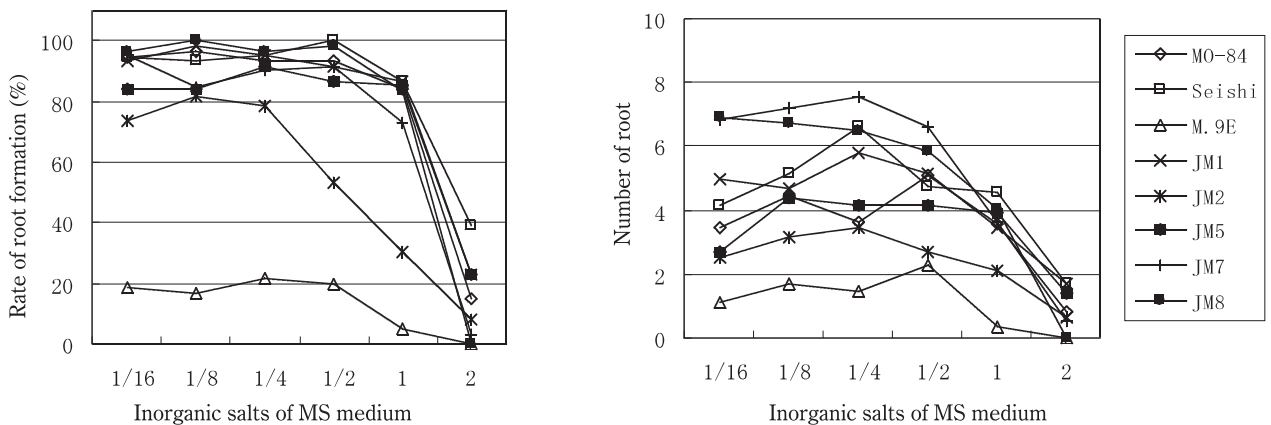 Rate of root formation (%)
100
80
60
40
20
0
1/16 1/8 1/4 1/2 1 2
Inorganic salts of MS medium
Number of root
10
8
6
4
2
0
1/16 1/8 1/4 1/2 1 2
Inorganic salts of MS medium
MO-84
Seishi
M.9E
JM1
JM2
JM5
JM7
JM8